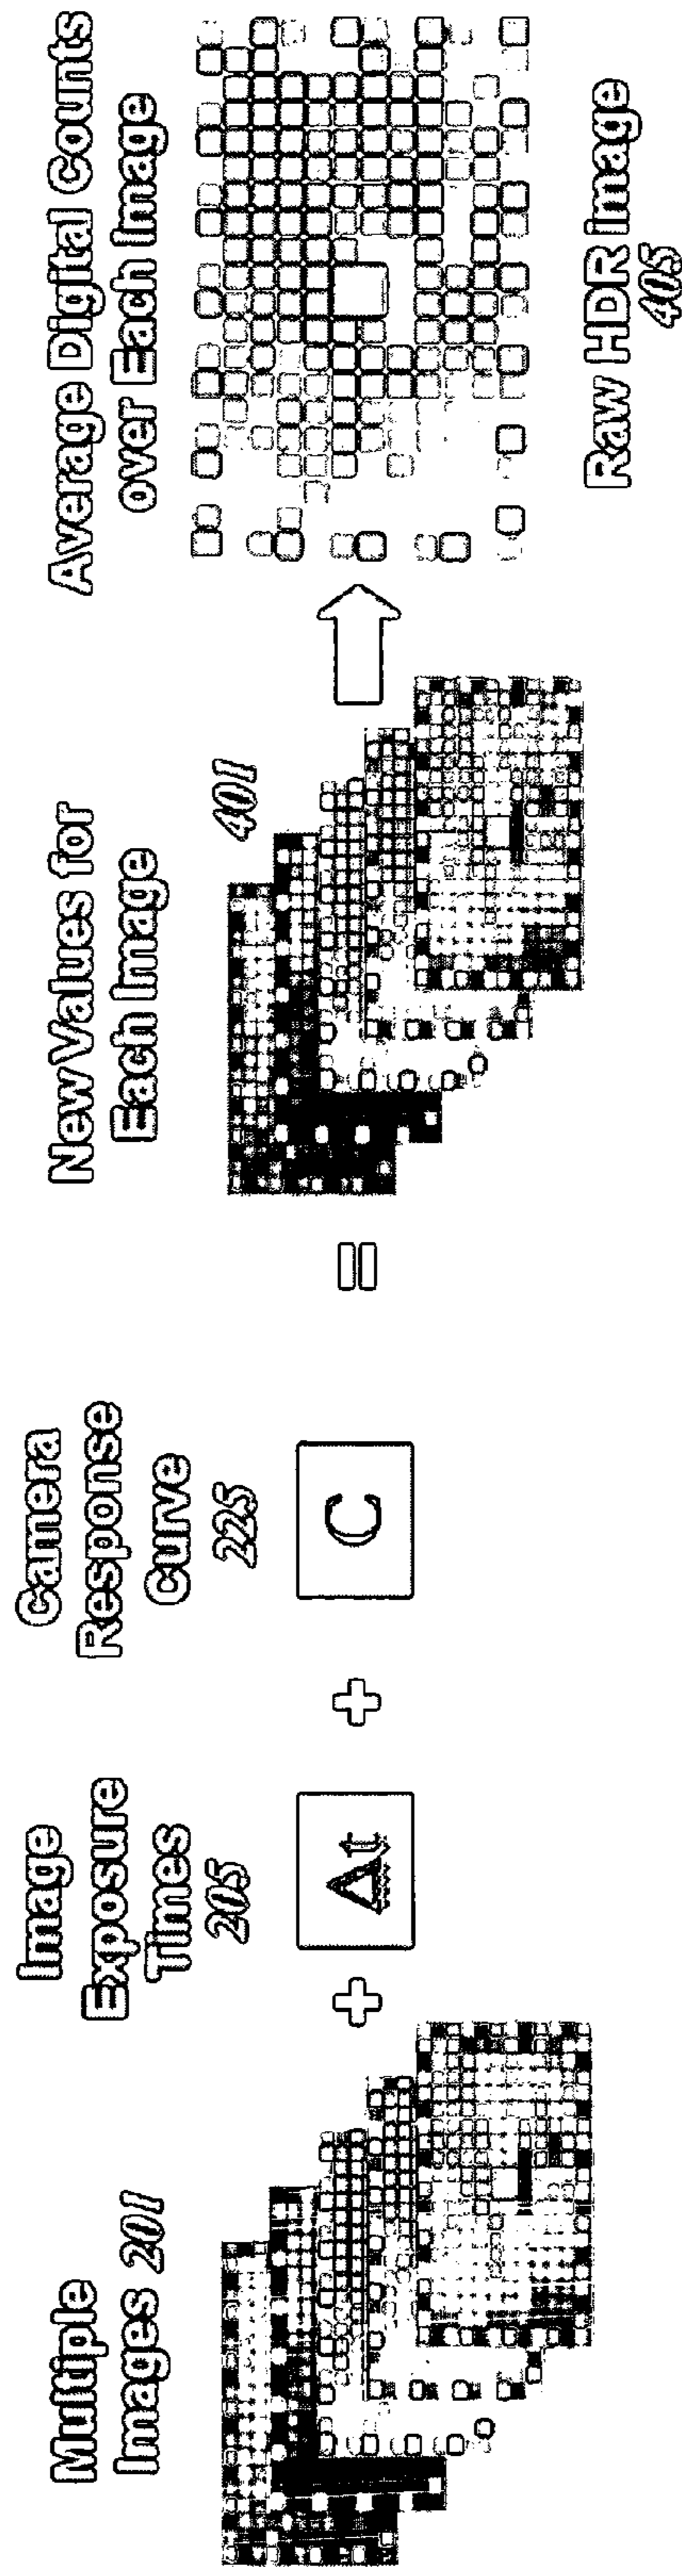 Multiple
Images 201
+
Image
Exposure
Times
205
Δt
+
Camera
Response
Curve
225
C
=
New Values for
Each Image
401
Average Digital Counts
over Each Image
Raw HDR image
405